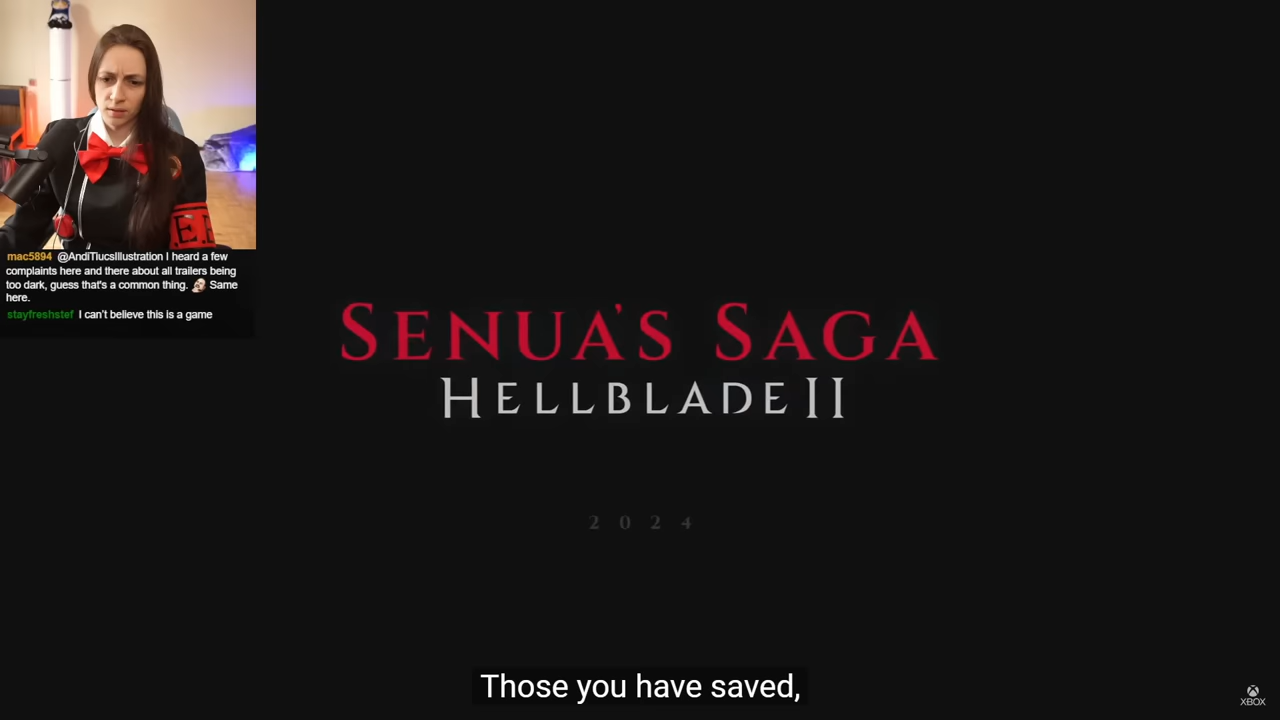 mac5894 @AndiTiucsIllustration I heard a few
complaints here and there about all trailers being
too dark, guess that's a common thing. Same
here.
stayfreshstef I can't believe this is a game
SENUA'S SAGA
HELLBLADE II
2024
Those you have saved,
XBOX